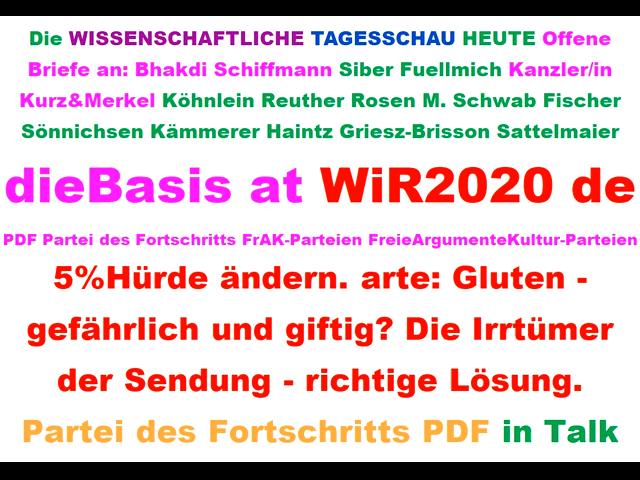 Die WISSENSCHAFTLICHE TAGESSCHAU HEUTE Offene
Briefe an: Bhakdi Schiffmann Siber Fuellmich Kanzler/in
Kurz&Merkel Köhnlein Reuther Rosen M. Schwab Fischer
Sönnichsen Kämmerer Haintz Griesz-Brisson Sattelmaier
dieBasis at WiR2020 de
PDF Partei des Fortschritts FrAK-Parteien FreieArgumenteKultur-Parteien
5%Hürde ändern. arte: Gluten -
gefährlich und giftig? Die Irrtümer
der Sendung - richtige Lösung.
Partei des Fortschritts PDF in Talk